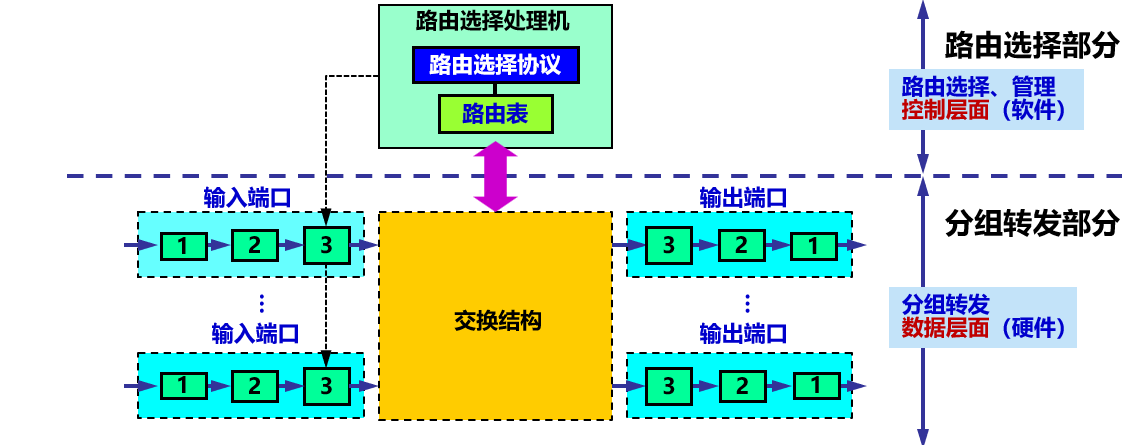 路由选择处理机
路由选择协议
路由表
路由选择部分
路由选择、管理
控制层面（软件）
输入端口
输出端口
1 2 3
3 2 1
分组转发部分
交换结构
⋮
⋮
分组转发
数据层面（硬件）
输入端口
输出端口
1 2 3
3 2 1